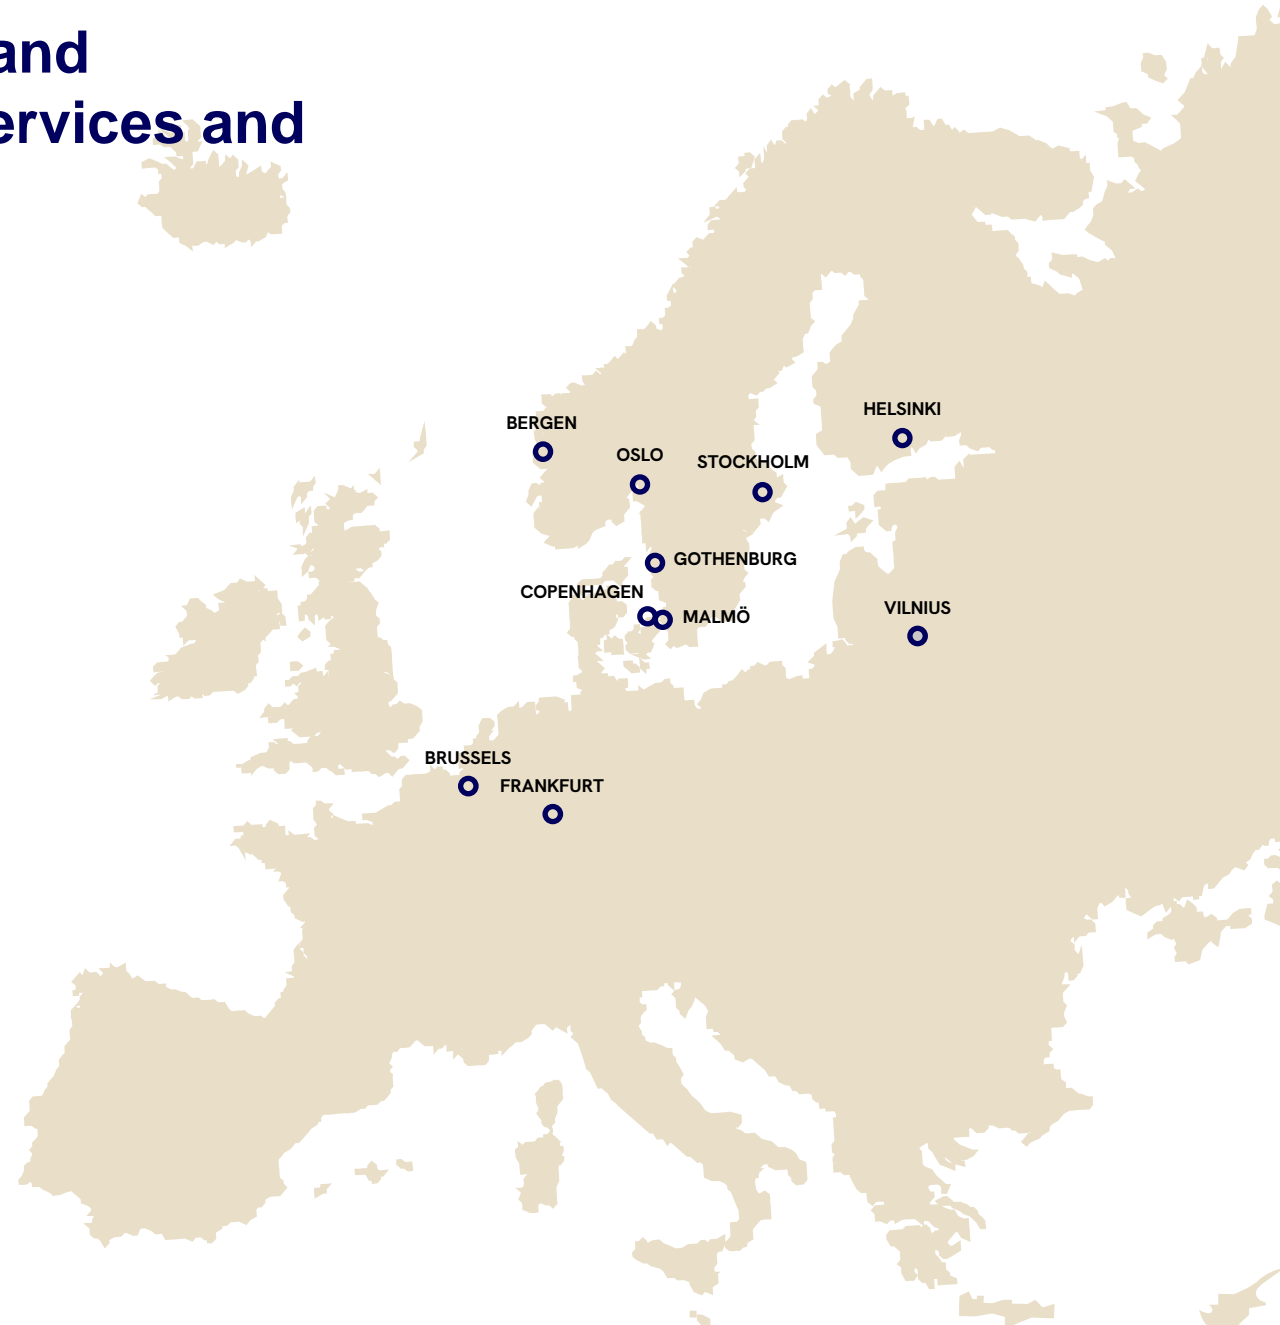 and
ervices and
HELSINKI
BERGEN
OSLO
STOCKHOLM
GOTHENBURG
COPENHAGEN
MALMÖ
VILNIUS
BRUSSELS
FRANKFURT